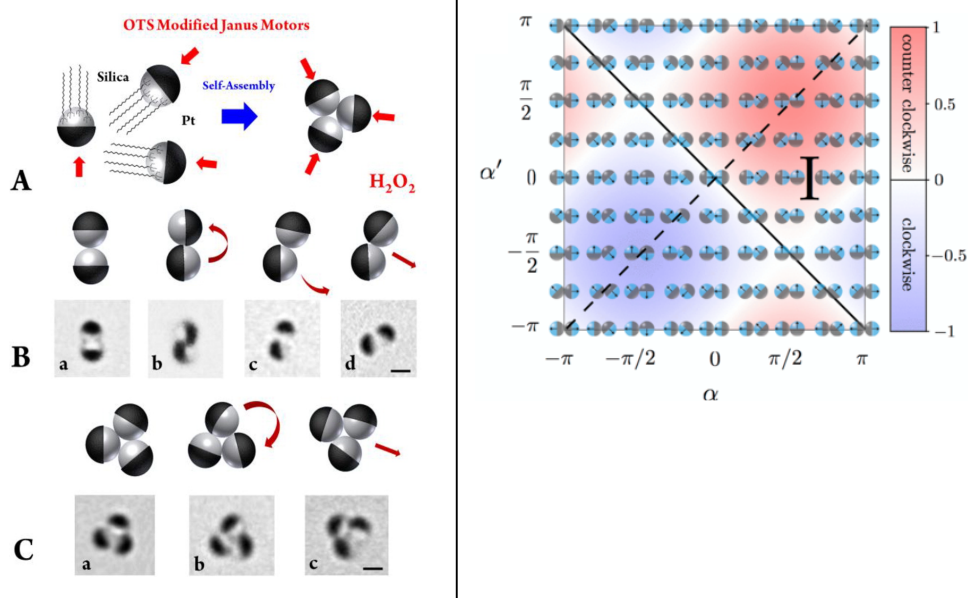 OTS Modified Janus Motors
Silica
Self-Assembly
Pt
A
H₂O₂
B
a
b
c
d
C
a
b
c
π
π/2
α′
0
−π/2
−π
−π
−π/2
0
π/2
π
α
I
1
0.5
0
−0.5
−1
counter clockwise
clockwise